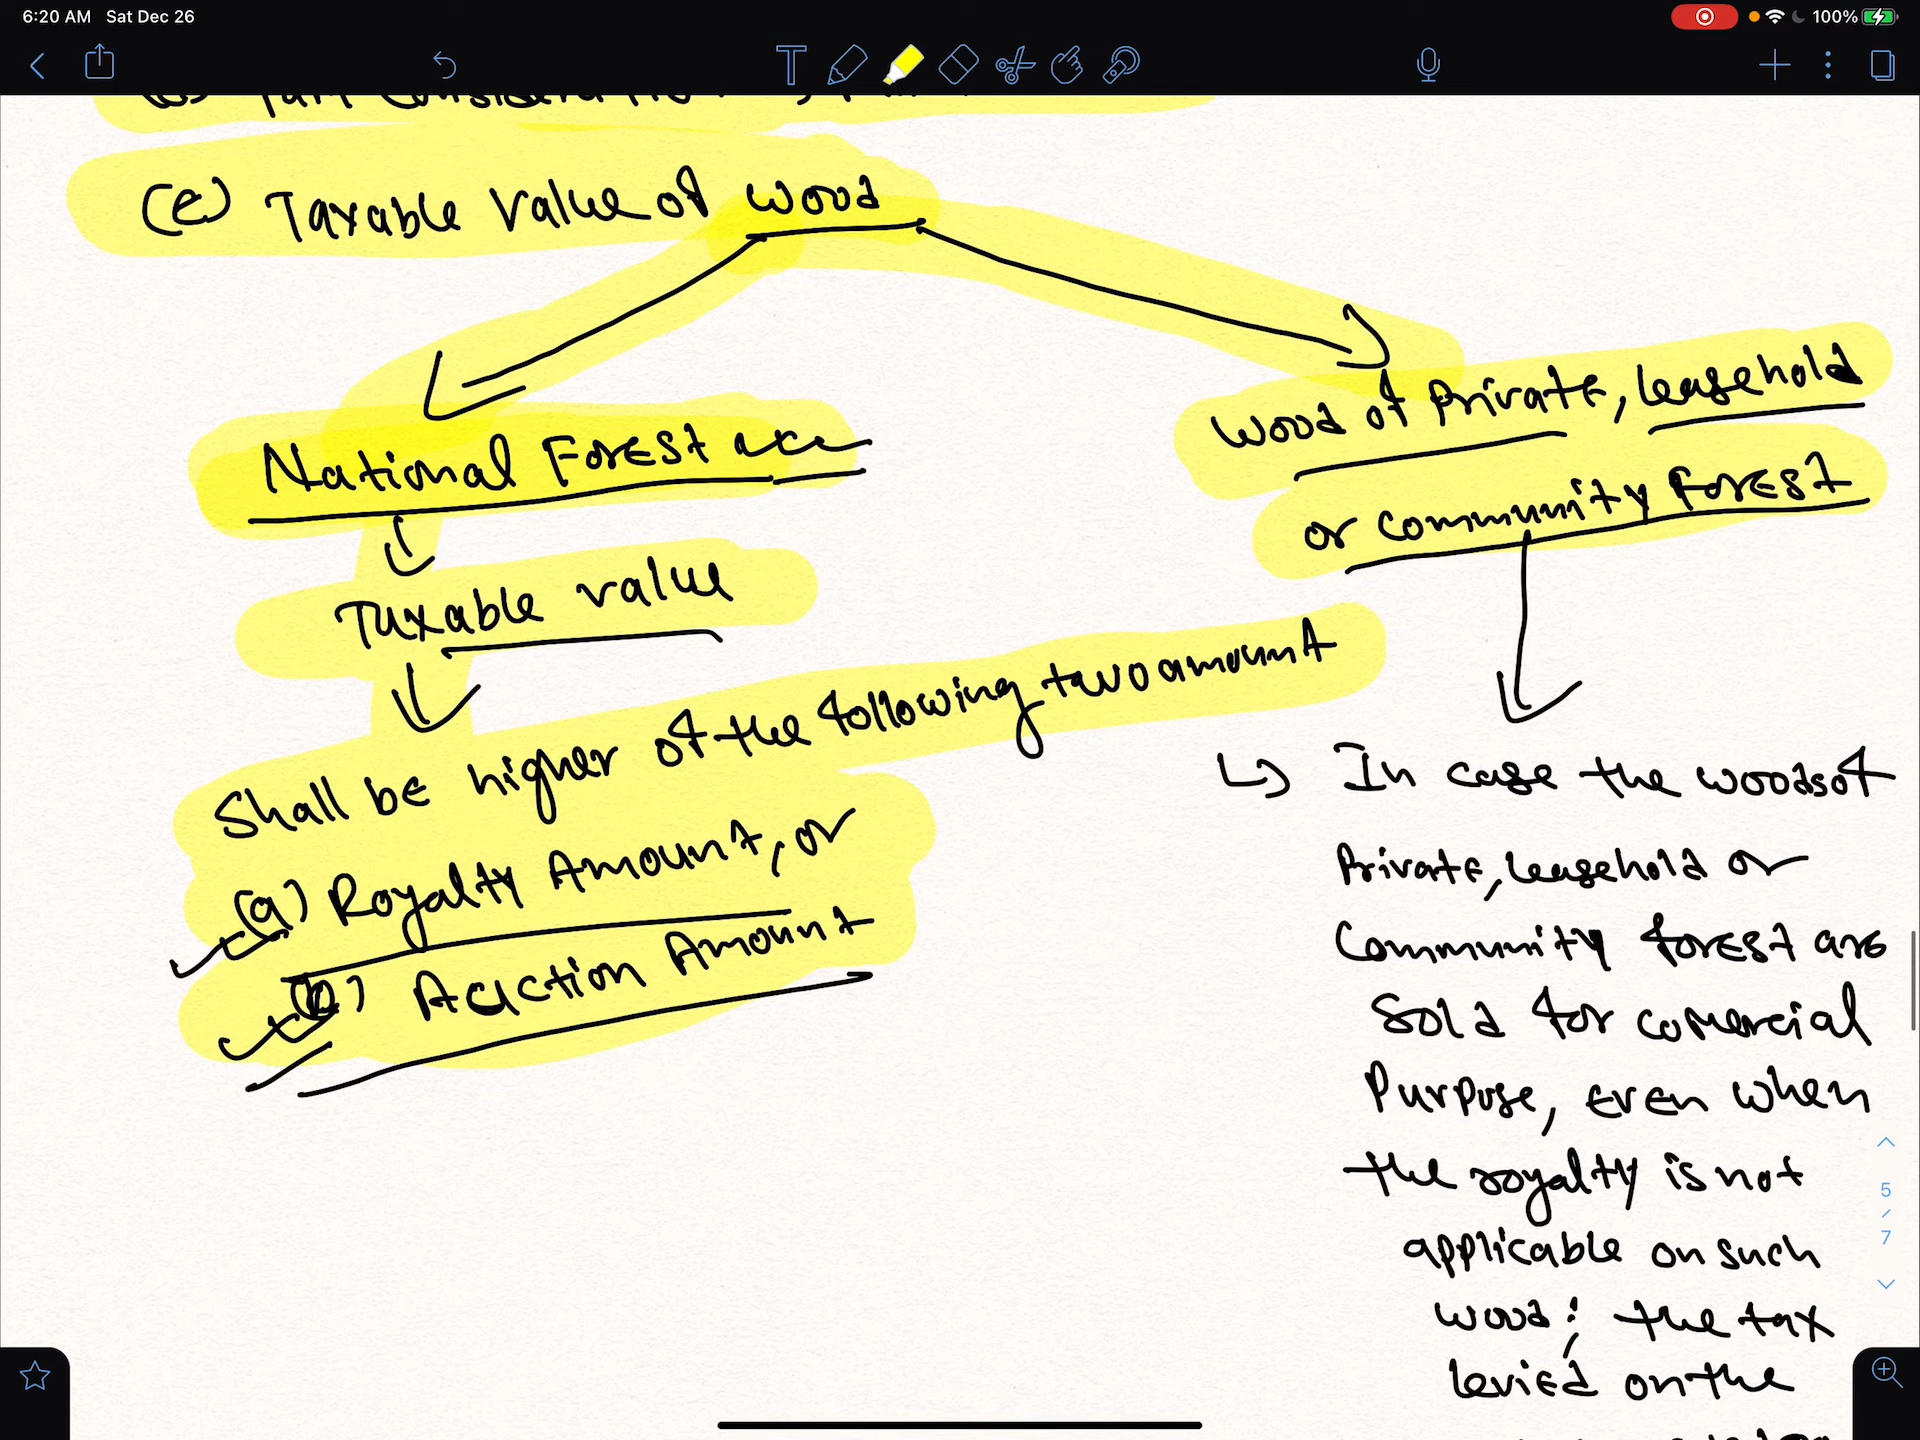 6:20 AM Sat Dec 26
100%
(e) Taxable Value of wood
National Forest
Taxable value
Shall be higher of the following two amount
(a) Royalty Amount, or
(b) Auction Amount
wood of Private, leasehold
or community Forest
In case the woods of
Private, leasehold or
Community forest are
Sold for comercial
Purpose, even when
the royalty is not
applicable on such
wood; the tax
levied on the
5
/
7